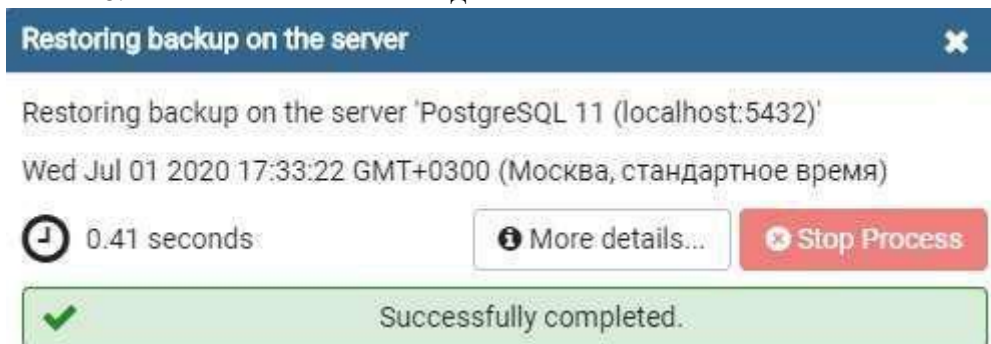 Restoring backup on the server
Restoring backup on the server 'PostgreSQL 11 (localhost:5432)'
Wed Jul 01 2020 17:33:22 GMT+0300 (Москва, стандартное время)
0.41 seconds
More details...
Stop Process
Successfully completed.